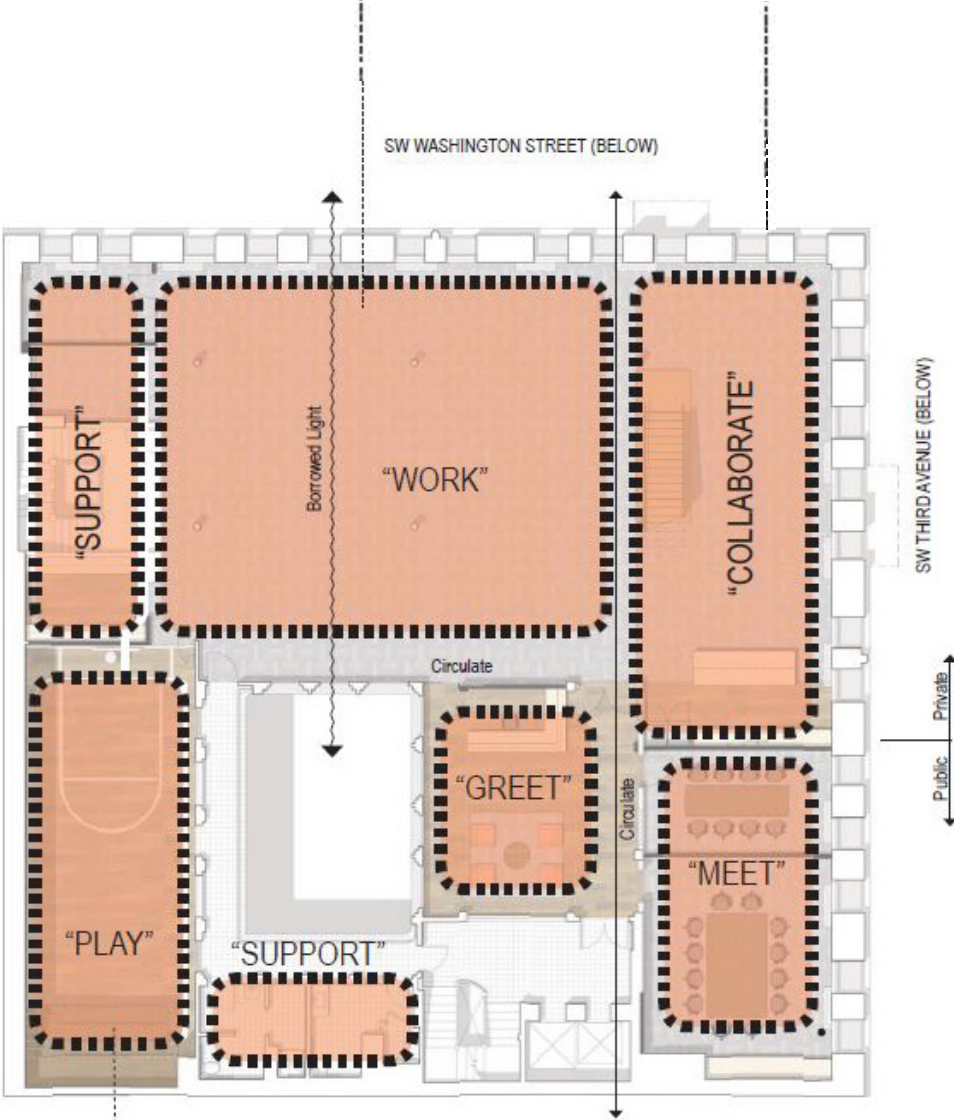 SW WASHINGTON STREET (BELOW)
"SUPPORT"
Borrowed Light
"WORK"
"COLLABORATE"
SW THIRD AVENUE (BELOW)
Circulate
Private
Public
"GREET"
Circulate
"MEET"
"PLAY"
"SUPPORT"